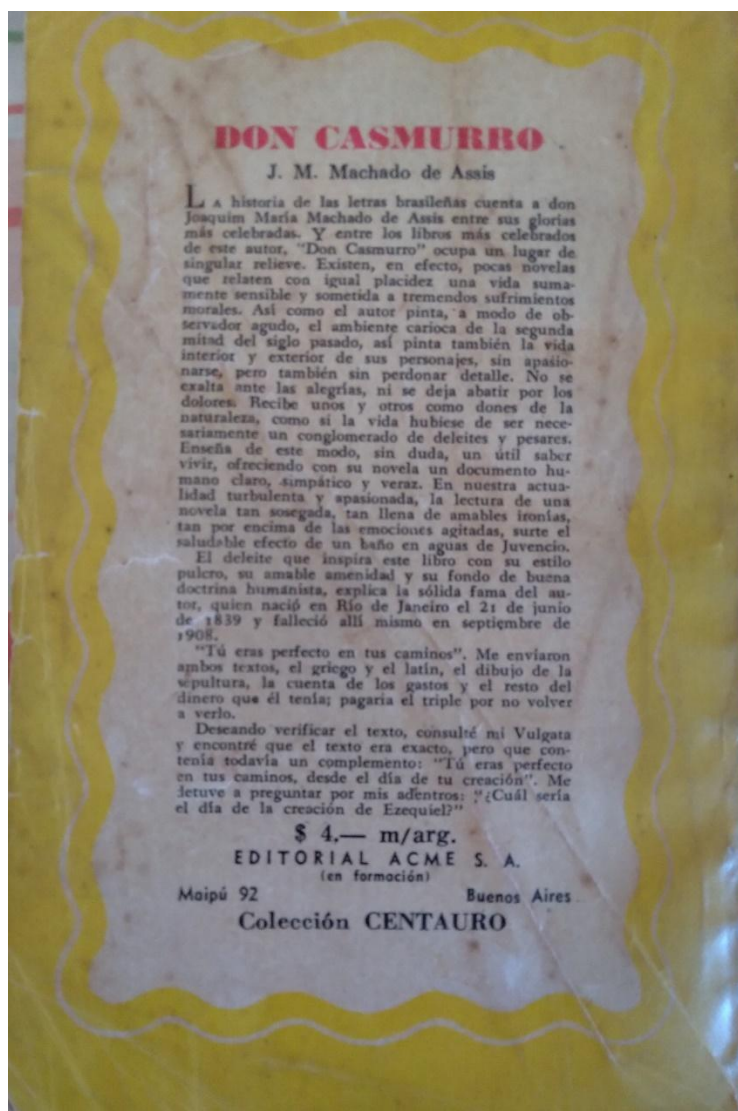 DON CASMURRO
J. M. Machado de Assis
LA historia de las letras brasileñas cuenta a don
Joaquim María Machado de Assis entre sus glorias
más celebradas. Y entre los libros más celebrados
de este autor, "Don Casmurro" ocupa un lugar de
singular relieve. Existen, en efecto, pocas novelas
que relaten con igual placidez una vida suma-
mente sensible y sometida a tremendos sufrimientos
morales. Así como el autor pinta, a modo de ob-
servador agudo, el ambiente carioca de la segunda
mitad del siglo pasado, así pinta también la vida
interior y exterior de sus personajes, sin apasio-
narse, pero también sin perdonar detalle. No se
exalta ante las alegrías, ni se deja abatir por los
dolores. Recibe unos y otros como dones de la
naturaleza, como si la vida hubiese de ser nece-
sariamente un conglomerado de deleites y pesares.
Enseña de este modo, sin duda, un útil saber
vivir, ofreciendo con su novela un documento hu-
mano claro, simpático y veraz. En nuestra actua-
lidad turbulenta y apasionada, la lectura de una
novela tan sosegada, tan llena de amables ironías,
tan por encima de las emociones agitadas, surte el
saludable efecto de un baño en aguas de Juvencio.
El deleite que inspira este libro con su estilo
pulcro, su amable amenidad y su fondo de buena
doctrina humanista, explica la sólida fama del au-
tor, quien nació en Río de Janeiro el 21 de junio
de 1839 y falleció allí mismo en septiembre de
1908.
"Tú eras perfecto en tus caminos". Me enviaron
ambos textos, el griego y el latín, el dibujo de la
sepultura, la cuenta de los gastos y el resto del
dinero que él tenía; pagaría el triple por no volver
a verlo.
Deseando verificar el texto, consulté mi Vulgata
y encontré que el texto era exacto, pero que con-
tenía todavía un complemento: "Tú eras perfecto
en tus caminos, desde el día de tu creación". Me
detuve a preguntar por mis adentros: "¿Cuál sería
el día de la creación de Ezequiel?"
$ 4.— m/arg.
EDITORIAL ACME S. A.
(en formación)
Maipú 92 Buenos Aires
Colección CENTAURO